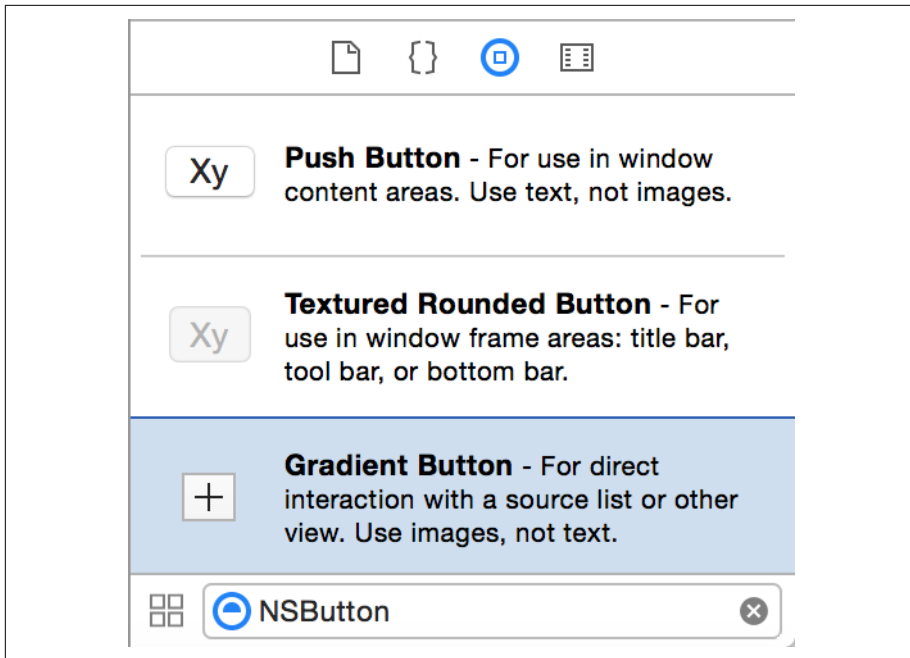 {}
Xy
Push Button - For use in window
content areas. Use text, not images.
Xy
Textured Rounded Button - For
use in window frame areas: title bar,
tool bar, or bottom bar.
Gradient Button - For direct
interaction with a source list or other
view. Use images, not text.
NSButton